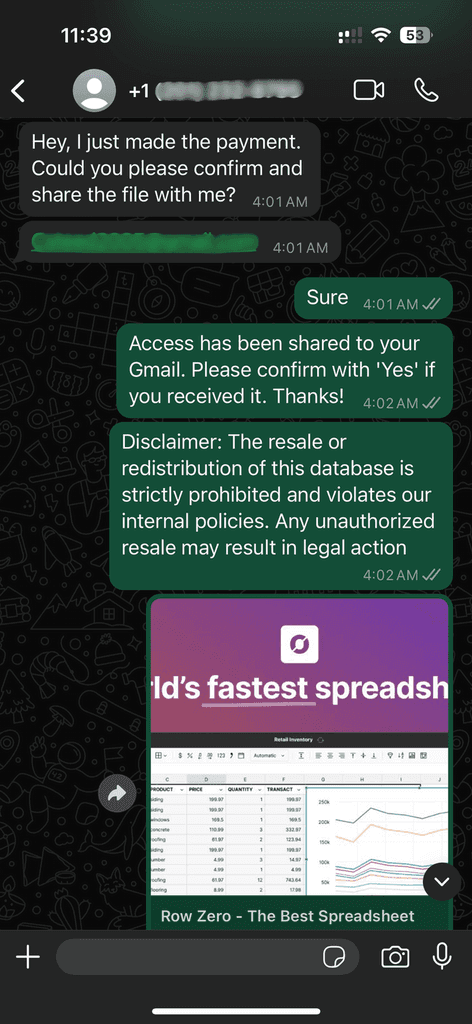 11:39
53
+1
Hey, I just made the payment.
Could you please confirm and
share the file with me?
4:01 AM
4:01 AM
Sure
4:01 AM
Access has been shared to your
Gmail. Please confirm with 'Yes' if
you received it. Thanks!
4:02 AM
Disclaimer: The resale or
redistribution of this database is
strictly prohibited and violates our
internal policies. Any unauthorized
resale may result in legal action
4:02 AM
ld's fastest spreadsh
Retail Inventory
$ % 123 Automatic
C D E F G H I J
RODUCT PRICE QUANTITY TRANSACT
iding 199.97 1 199.97
iding 199.97 1 199.97
windows 169.5 1 169.5
oncrete 110.99 3 332.97
oofing 61.97 2 123.94
iding 199.97 1 199.97
umber 4.99 3 14.97
umber 4.99 1 4.99
oofing 61.97 12 743.64
looring 8.99 2 17.98
250k
200k
150k
100k
50k
Row Zero - The Best Spreadsheet